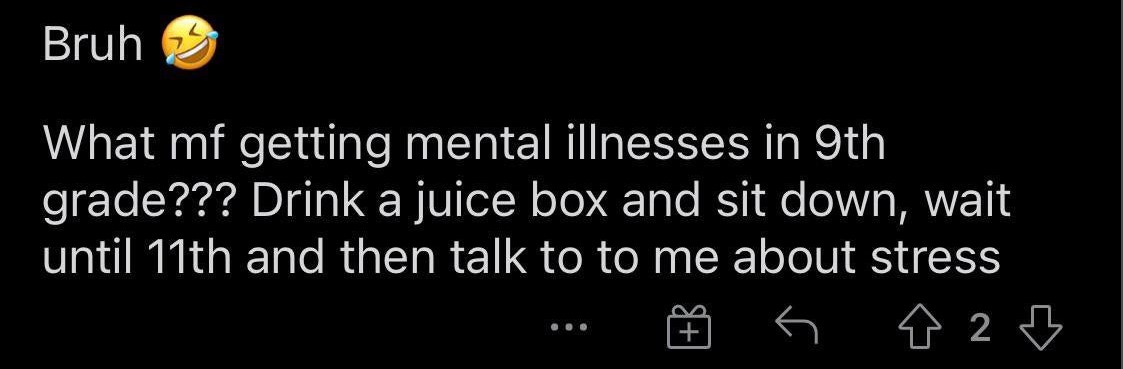 Bruh 🤣
What mf getting mental illnesses in 9th
grade??? Drink a juice box and sit down, wait
until 11th and then talk to to me about stress
2